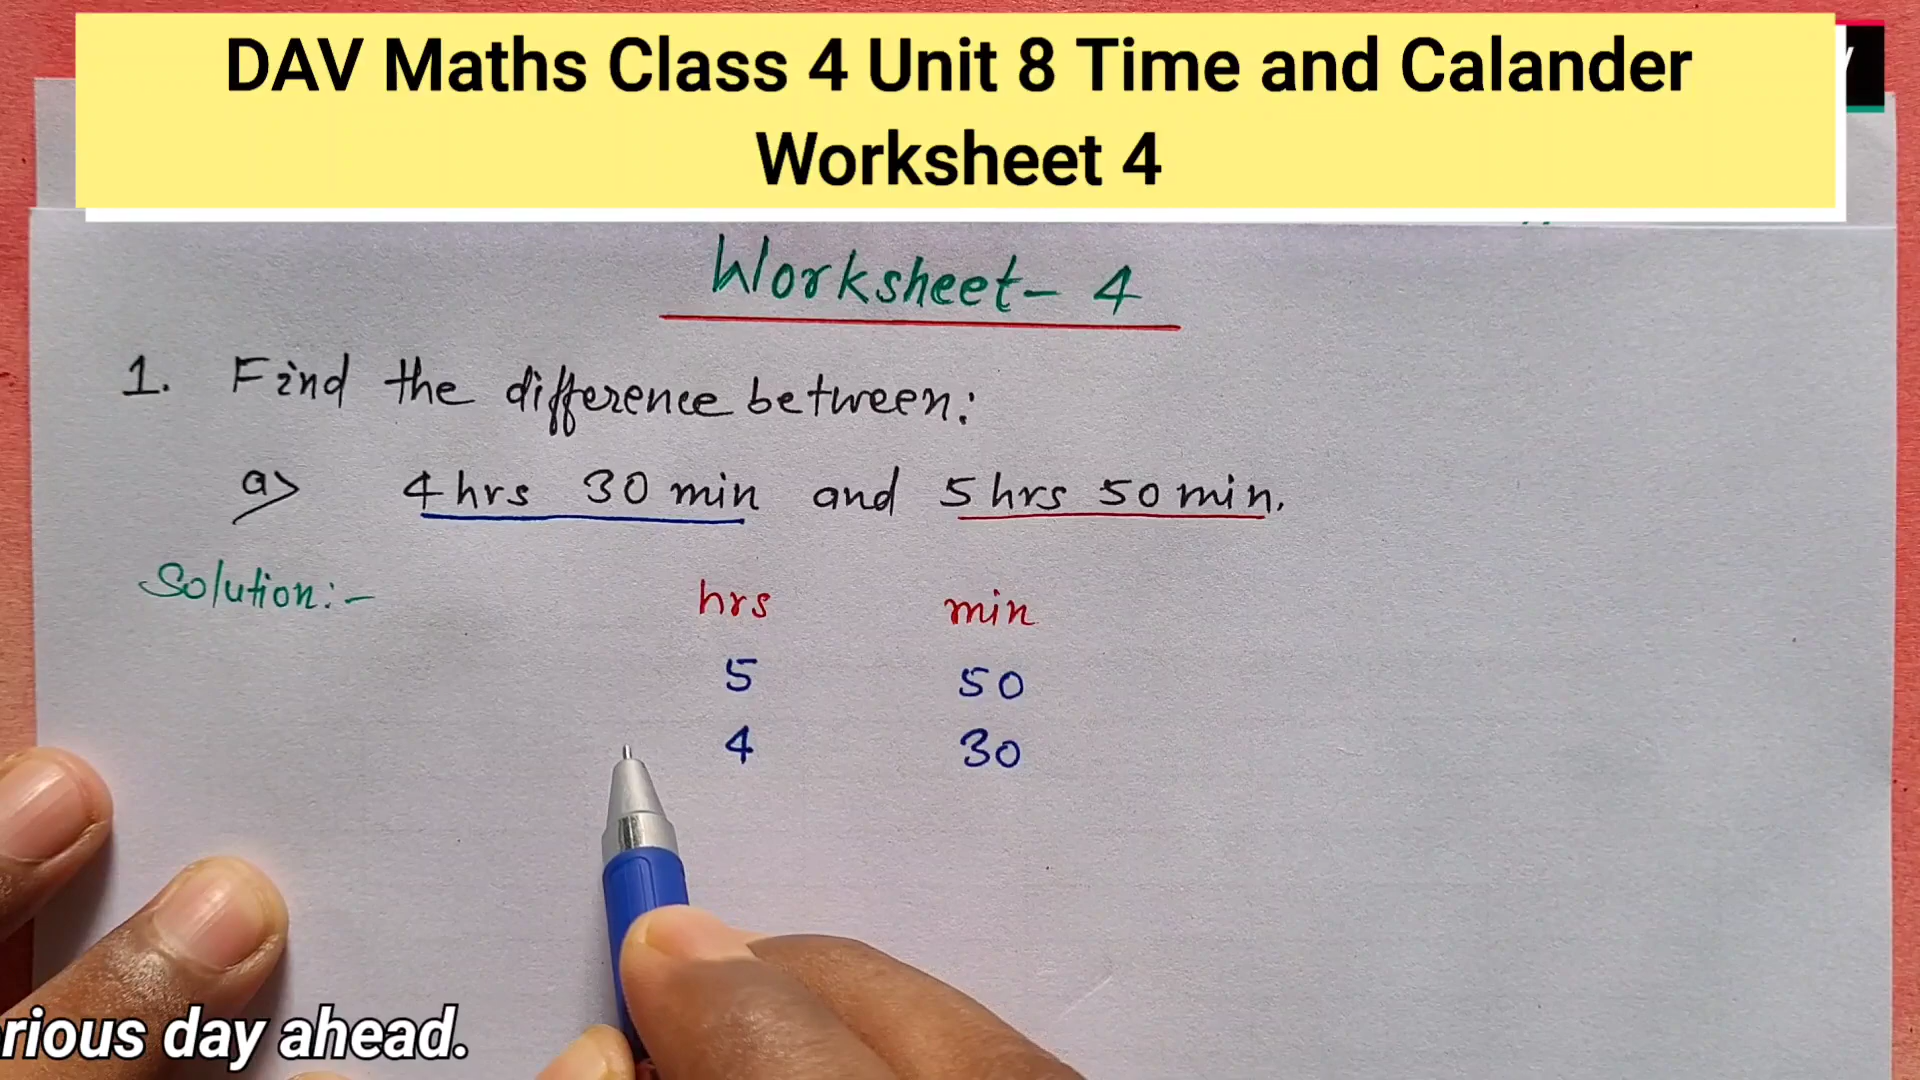 DAV Maths Class 4 Unit 8 Time and Calander
Worksheet 4
Worksheet- 4
1. Find the difference between:
a> 4 hrs 30 min and 5 hrs 50 min.
Solution:-
hrs min
5 50
4 30
day ahead.